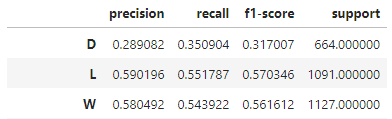 precision recall f1-score support
D 0.289082 0.350904 0.317007 664.000000
L 0.590196 0.551787 0.570346 1091.000000
W 0.580492 0.543922 0.561612 1127.000000